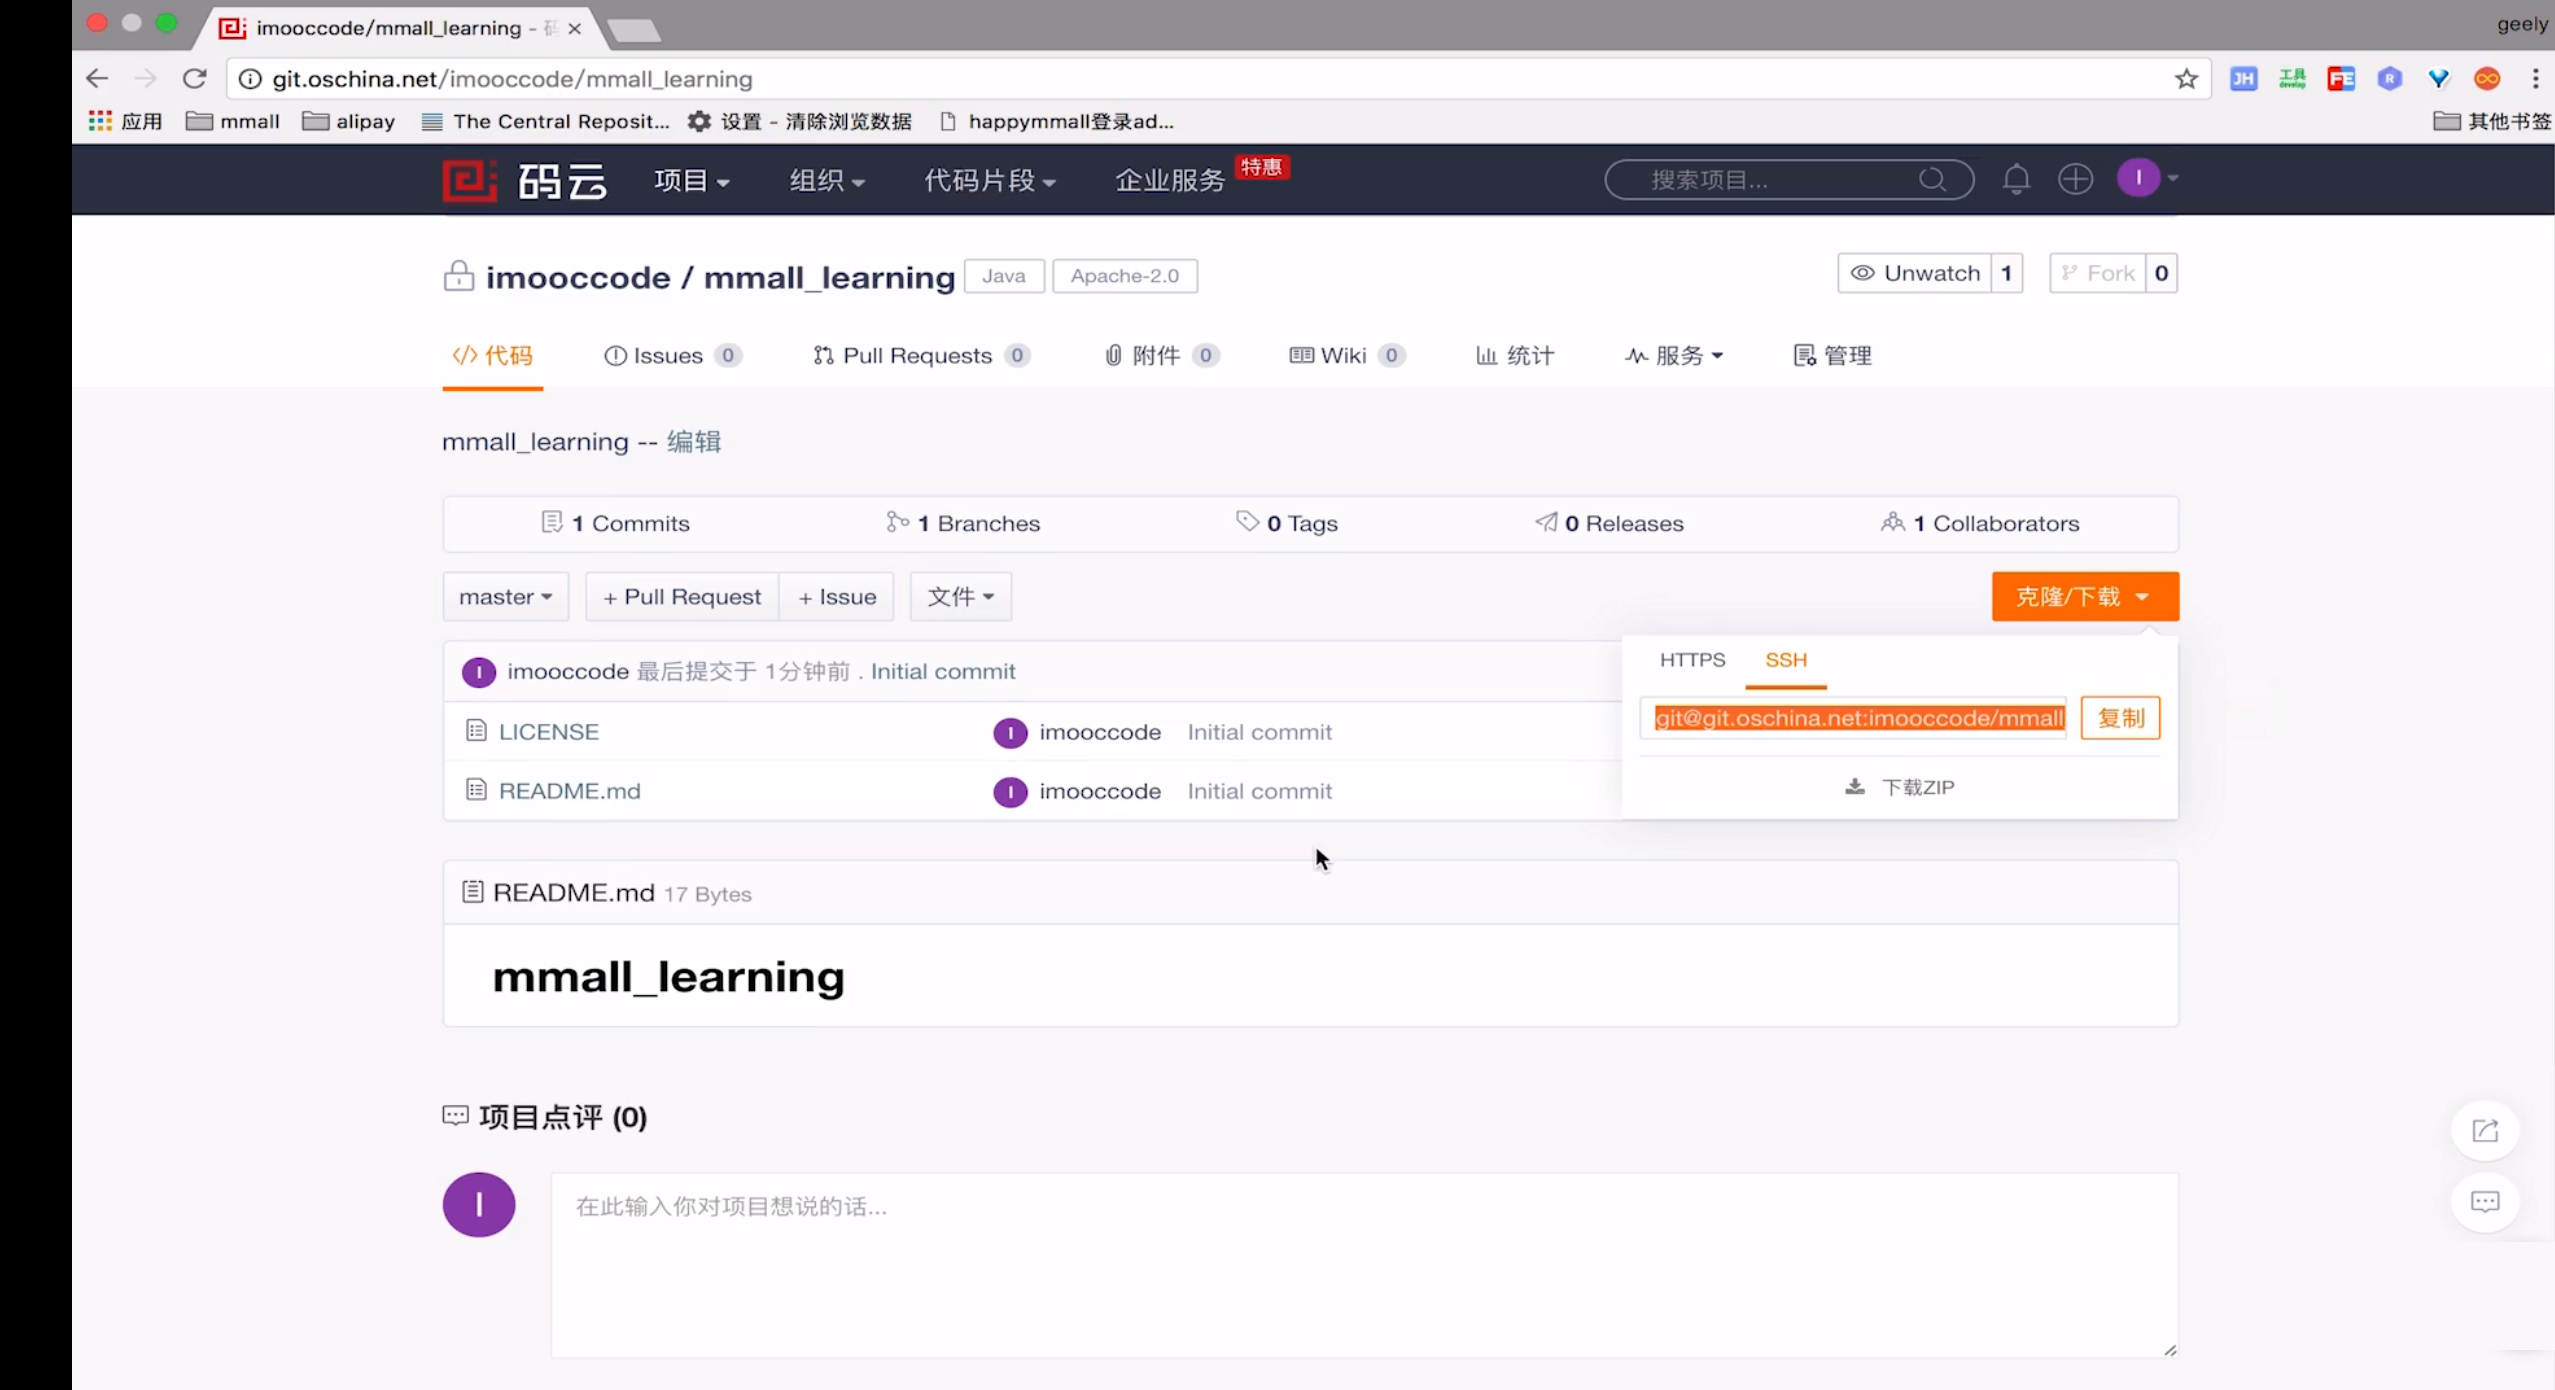 imooccode/mmall_learning - 码
geely
git.oschina.net/imooccode/mmall_learning
JH 工具 develop FE R
应用 mmall alipay The Central Reposit... 设置 - 清除浏览数据 happymmall登录ad... 其他书签
码云 项目 组织 代码片段 企业服务 特惠 搜索项目... I
imooccode / mmall_learning Java Apache-2.0 Unwatch 1 Fork 0
代码 Issues 0 Pull Requests 0 附件 0 Wiki 0 统计 服务 管理
mmall_learning -- 编辑
1 Commits 1 Branches 0 Tags 0 Releases 1 Collaborators
master + Pull Request + Issue 文件 克隆/下载
HTTPS SSH
I imooccode 最后提交于 1分钟前 . Initial commit
git@git.oschina.net:imooccode/mmall 复制
LICENSE I imooccode Initial commit
下载ZIP
README.md I imooccode Initial commit
README.md 17 Bytes
mmall_learning
项目点评 (0)
I 在此输入你对项目想说的话...